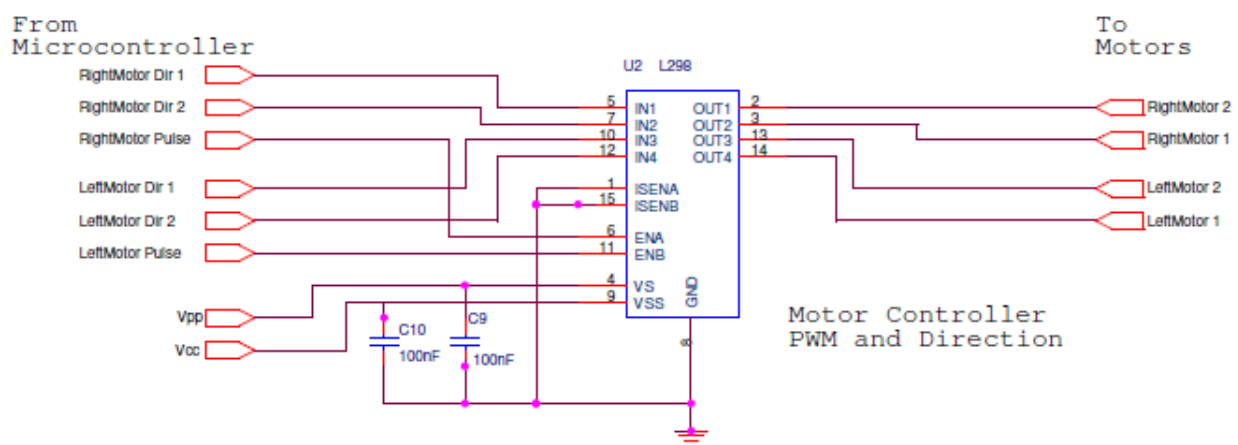 From
Microcontroller
To
Motors
U2 L298
RightMotor Dir 1
RightMotor Dir 2
RightMotor Pulse
LeftMotor Dir 1
LeftMotor Dir 2
LeftMotor Pulse
Vpp
Vcc
5 IN1 OUT1 2
7 IN2 OUT2 3
10 IN3 OUT3 13
12 IN4 OUT4 14
1 ISENA
15 ISENB
6 ENA
11 ENB
4 VS
9 VSS
GND
8
RightMotor 2
RightMotor 1
LeftMotor 2
LeftMotor 1
C10
100nF
C9
100nF
Motor Controller
PWM and Direction